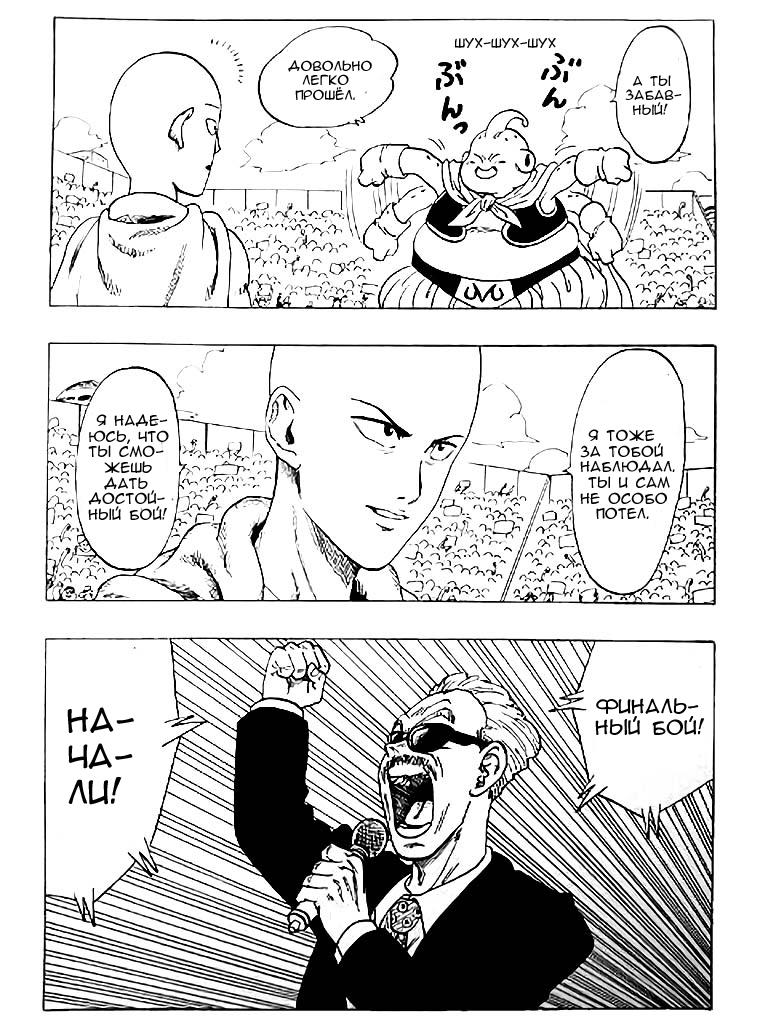 А ТЫ
ЗАБАВ-
НЫЙ!
ШУХ-ШУХ-ШУХ
ぶん
ぶんっ
ДОВОЛЬНО
ЛЕГКО
ПРОШЁЛ.
Я ТОЖЕ
ЗА ТОБОЙ
НАБЛЮДАЛ.
ТЫ И САМ
НЕ ОСОБО
ПОТЕЛ.
Я НАДЕ-
ЮСЬ, ЧТО
ТЫ СМО-
ЖЕШЬ
ДАТЬ
ДОСТОЙ-
НЫЙ БОЙ!
ФИНАЛЬ-
НЫЙ БОЙ!
НА-
ЧА-
ЛИ!